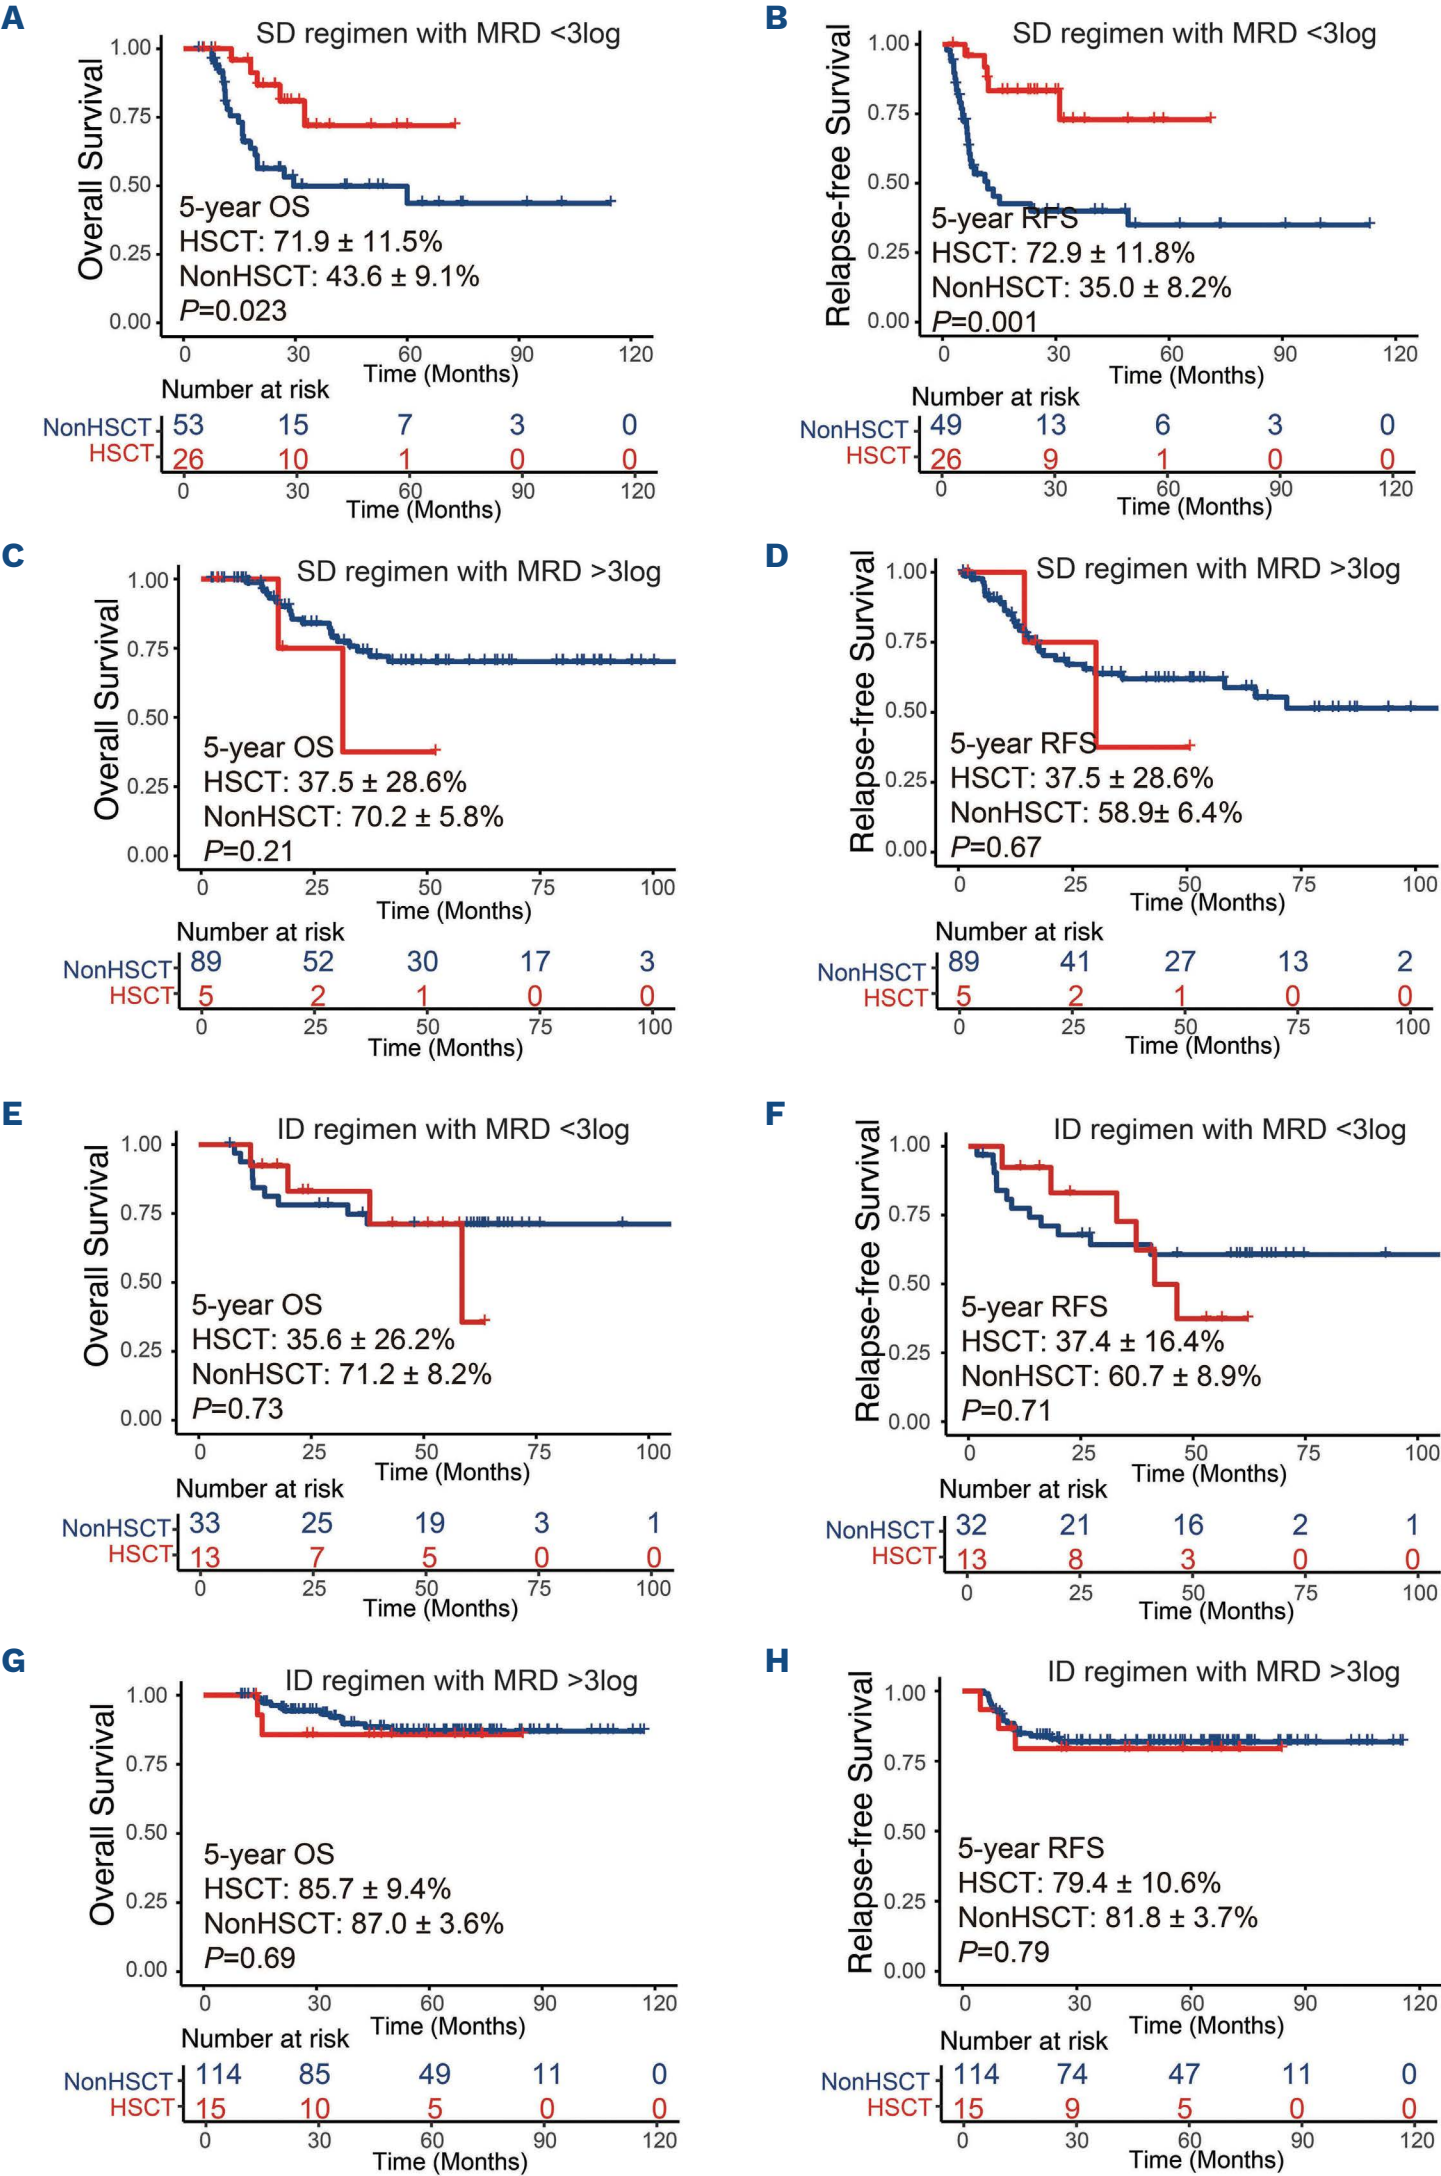 A
SD regimen with MRD <3log
Overall Survival
1.00
0.75
0.50
0.25
0.00
5-year OS
HSCT: 71.9 ± 11.5%
NonHSCT: 43.6 ± 9.1%
P=0.023
0 30 60 90 120
Time (Months)
Number at risk
NonHSCT 53 15 7 3 0
HSCT 26 10 1 0 0
0 30 60 90 120
Time (Months)
B
SD regimen with MRD <3log
Relapse-free Survival
1.00
0.75
0.50
0.25
0.00
5-year RFS
HSCT: 72.9 ± 11.8%
NonHSCT: 35.0 ± 8.2%
P=0.001
0 30 60 90 120
Time (Months)
Number at risk
NonHSCT 49 13 6 3 0
HSCT 26 9 1 0 0
0 30 60 90 120
Time (Months)
C
SD regimen with MRD >3log
Overall Survival
1.00
0.75
0.50
0.25
0.00
5-year OS
HSCT: 37.5 ± 28.6%
NonHSCT: 70.2 ± 5.8%
P=0.21
0 25 50 75 100
Time (Months)
Number at risk
NonHSCT 89 52 30 17 3
HSCT 5 2 1 0 0
0 25 50 75 100
Time (Months)
D
SD regimen with MRD >3log
Relapse-free Survival
1.00
0.75
0.50
0.25
0.00
5-year RFS
HSCT: 37.5 ± 28.6%
NonHSCT: 58.9± 6.4%
P=0.67
0 25 50 75 100
Time (Months)
Number at risk
NonHSCT 89 41 27 13 2
HSCT 5 2 1 0 0
0 25 50 75 100
Time (Months)
E
ID regimen with MRD <3log
Overall Survival
1.00
0.75
0.50
0.25
0.00
5-year OS
HSCT: 35.6 ± 26.2%
NonHSCT: 71.2 ± 8.2%
P=0.73
0 25 50 75 100
Time (Months)
Number at risk
NonHSCT 33 25 19 3 1
HSCT 13 7 5 0 0
0 25 50 75 100
Time (Months)
F
ID regimen with MRD <3log
Relapse-free Survival
1.00
0.75
0.50
0.25
0.00
5-year RFS
HSCT: 37.4 ± 16.4%
NonHSCT: 60.7 ± 8.9%
P=0.71
0 25 50 75 100
Time (Months)
Number at risk
NonHSCT 32 21 16 2 1
HSCT 13 8 3 0 0
0 25 50 75 100
Time (Months)
G
ID regimen with MRD >3log
Overall Survival
1.00
0.75
0.50
0.25
0.00
5-year OS
HSCT: 85.7 ± 9.4%
NonHSCT: 87.0 ± 3.6%
P=0.69
0 30 60 90 120
Time (Months)
Number at risk
NonHSCT 114 85 49 11 0
HSCT 15 10 5 0 0
0 30 60 90 120
Time (Months)
H
ID regimen with MRD >3log
Relapse-free Survival
1.00
0.75
0.50
0.25
0.00
5-year RFS
HSCT: 79.4 ± 10.6%
NonHSCT: 81.8 ± 3.7%
P=0.79
0 30 60 90 120
Time (Months)
Number at risk
NonHSCT 114 74 47 11 0
HSCT 15 9 5 0 0
0 30 60 90 120
Time (Months)